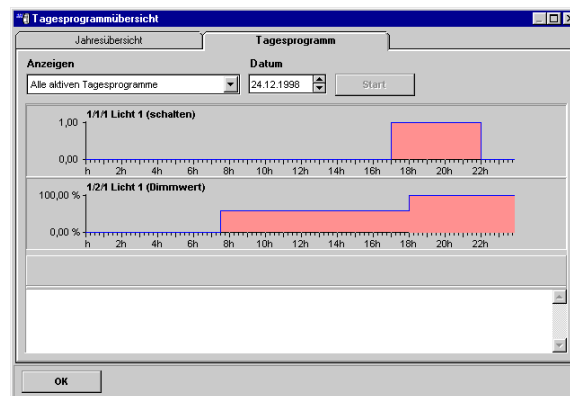 Tagesprogrammübersicht
Jahresübersicht Tagesprogramm
Anzeigen Datum
Alle aktiven Tagesprogramme 24.12.1998 Start
1/1/1 Licht 1 (schalten)
1,00
0,00
h 2h 4h 6h 8h 10h 12h 14h 16h 18h 20h 22h
1/2/1 Licht 1 (Dimmwert)
100,00 %
0,00 %
h 2h 4h 6h 8h 10h 12h 14h 16h 18h 20h 22h
OK